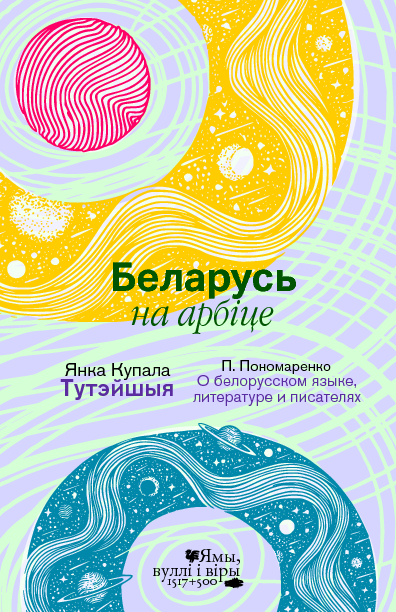 Беларусь
на арбіце
Янка Купала
Тутэйшыя
П. Пономаренко
О белорусском языке,
литературе и писателях
Ямы,
вуллі і віры
1517+500